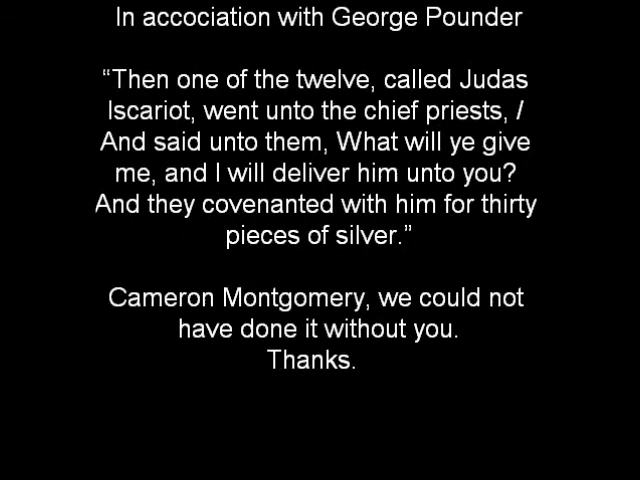 In accociation with George Pounder
“Then one of the twelve, called Judas
Iscariot, went unto the chief priests, /
And said unto them, What will ye give
me, and I will deliver him unto you?
And they covenanted with him for thirty
pieces of silver.”
Cameron Montgomery, we could not
have done it without you.
Thanks.